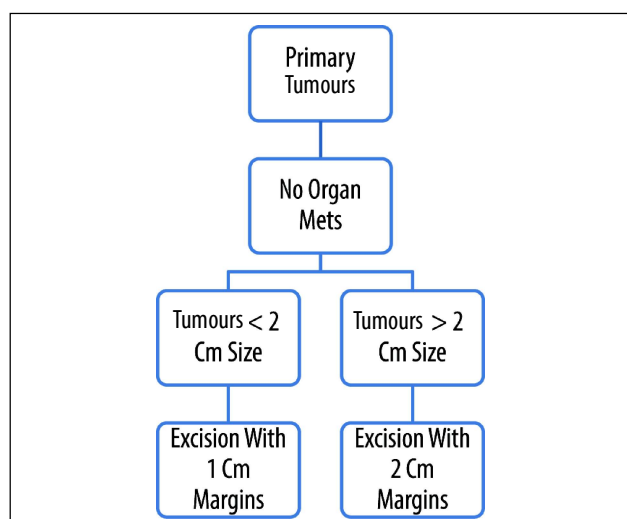 Primary
Tumours
No Organ
Mets
Tumours < 2
Cm Size
Tumours > 2
Cm Size
Excision With
1 Cm
Margins
Excision With
2 Cm
Margins